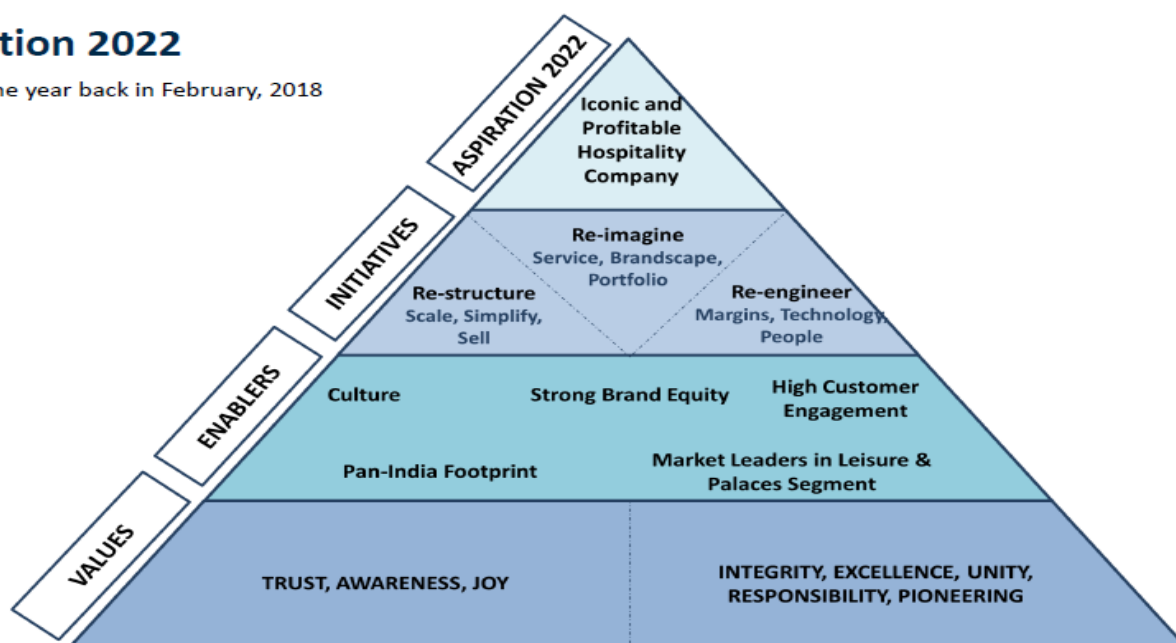 tion 2022
ne year back in February, 2018
ASPIRATION 2022
Iconic and
Profitable
Hospitality
Company
INITIATIVES
Re-imagine
Service, Brandscape,
Portfolio
Re-structure
Scale, Simplify,
Sell
Re-engineer
Margins, Technology,
People
ENABLERS
Culture
Strong Brand Equity
High Customer
Engagement
Pan-India Footprint
Market Leaders in Leisure &
Palaces Segment
VALUES
TRUST, AWARENESS, JOY
INTEGRITY, EXCELLENCE, UNITY,
RESPONSIBILITY, PIONEERING